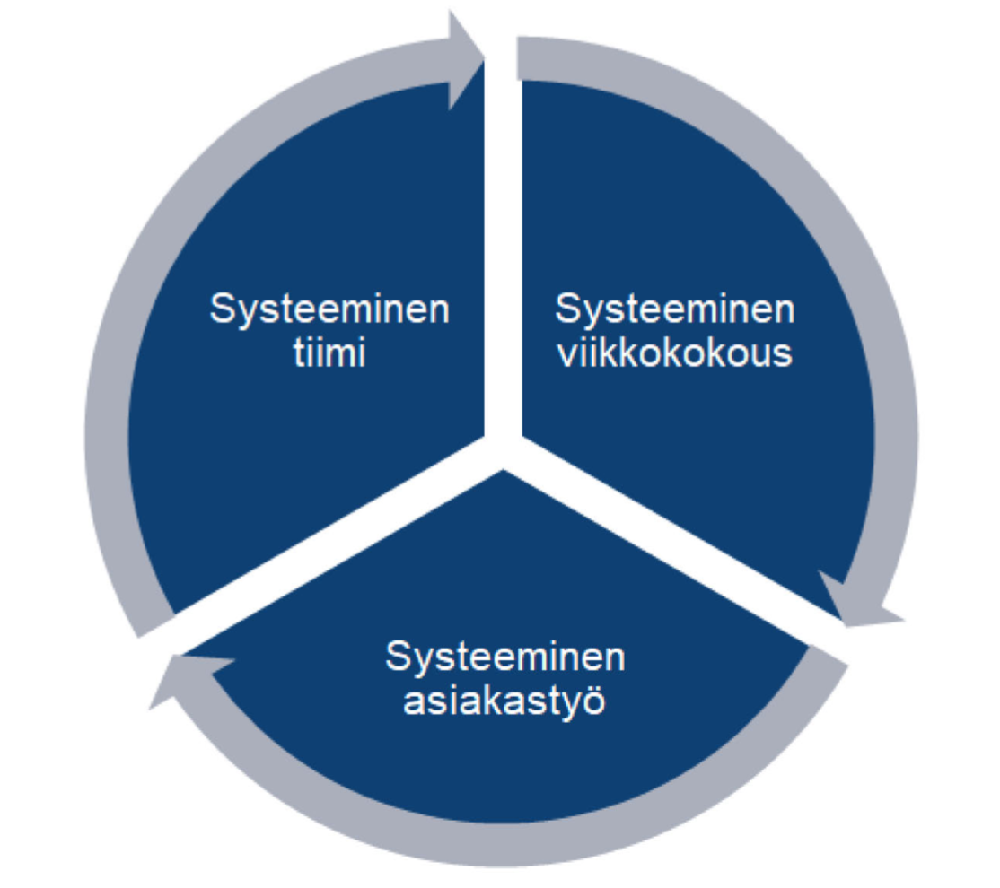 Systeeminen
tiimi
Systeeminen
viikkokokous
Systeeminen
asiakastyö